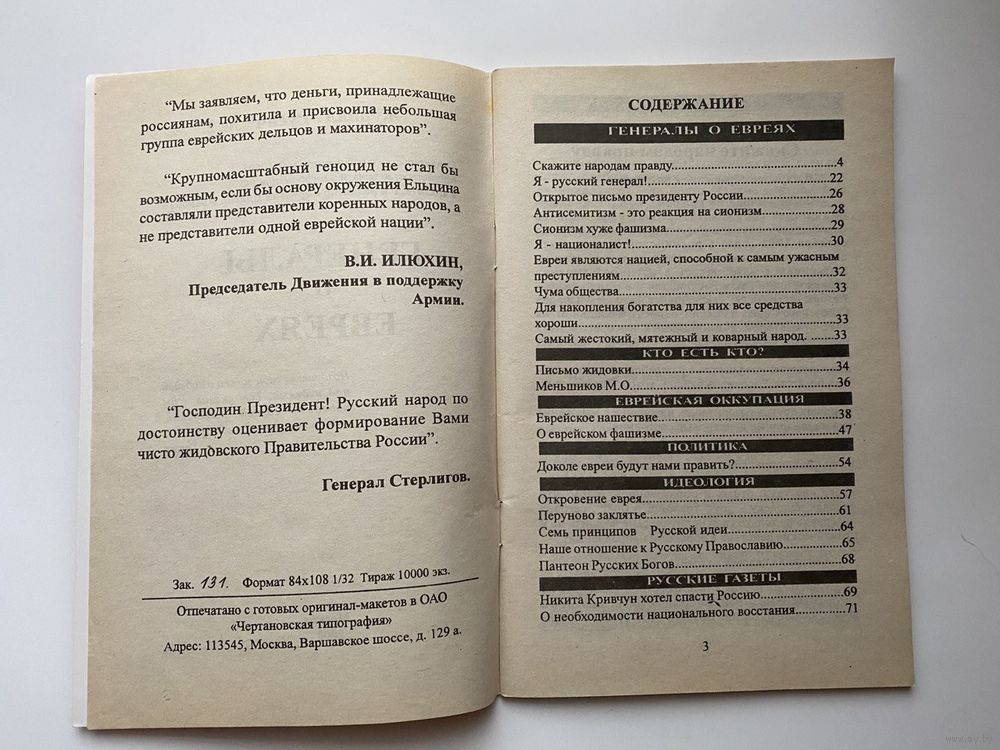 “Мы заявляем, что деньги, принадлежащие
россиянам, похитила и присвоила небольшая
группа еврейских дельцов и махинаторов”.
“Крупномасштабный геноцид не стал бы
возможным, если бы основу окружения Ельцина
составляли представители коренных народов, а
не представители одной еврейской нации”.
В.И. ИЛЮХИН,
Председатель Движения в поддержку
Армии.
“Господин Президент! Русский народ по
достоинству оценивает формирование Вами
чисто жидовского Правительства России”.
Генерал Стерлигов.
Зак. 131. Формат 84х108 1/32 Тираж 10000 экз.
Отпечатано с готовых оригинал-макетов в ОАО
«Чертановская типография»
Адрес: 113545, Москва, Варшавское шоссе, д. 129 а.
СОДЕРЖАНИЕ
ГЕНЕРАЛЫ О ЕВРЕЯХ
Скажите народам правду...4
Я - русский генерал!...22
Открытое письмо президенту России...26
Антисемитизм - это реакция на сионизм...28
Сионизм хуже фашизма...29
Я - националист!...30
Евреи являются нацией, способной к самым ужасным
преступлениям...32
Чума общества...33
Для накопления богатства для них все средства
хороши...33
Самый жестокий, мятежный и коварный народ. ...33
КТО ЕСТЬ КТО?
Письмо жидовки...34
Меньшиков М.О...36
ЕВРЕЙСКАЯ ОККУПАЦИЯ
Еврейское нашествие...38
О еврейском фашизме...47
ПОЛИТИКА
Доколе евреи будут нами править?...54
ИДЕОЛОГИЯ
Откровение еврея...57
Перуново заклятье...61
Семь принципов Русской идеи...64
Наше отношение к Русскому Православию...65
Пантеон Русских Богов...68
РУССКИЕ ГАЗЕТЫ
Никита Кривчун хотел спасти Россию...69
О необходимости национального восстания...71
3